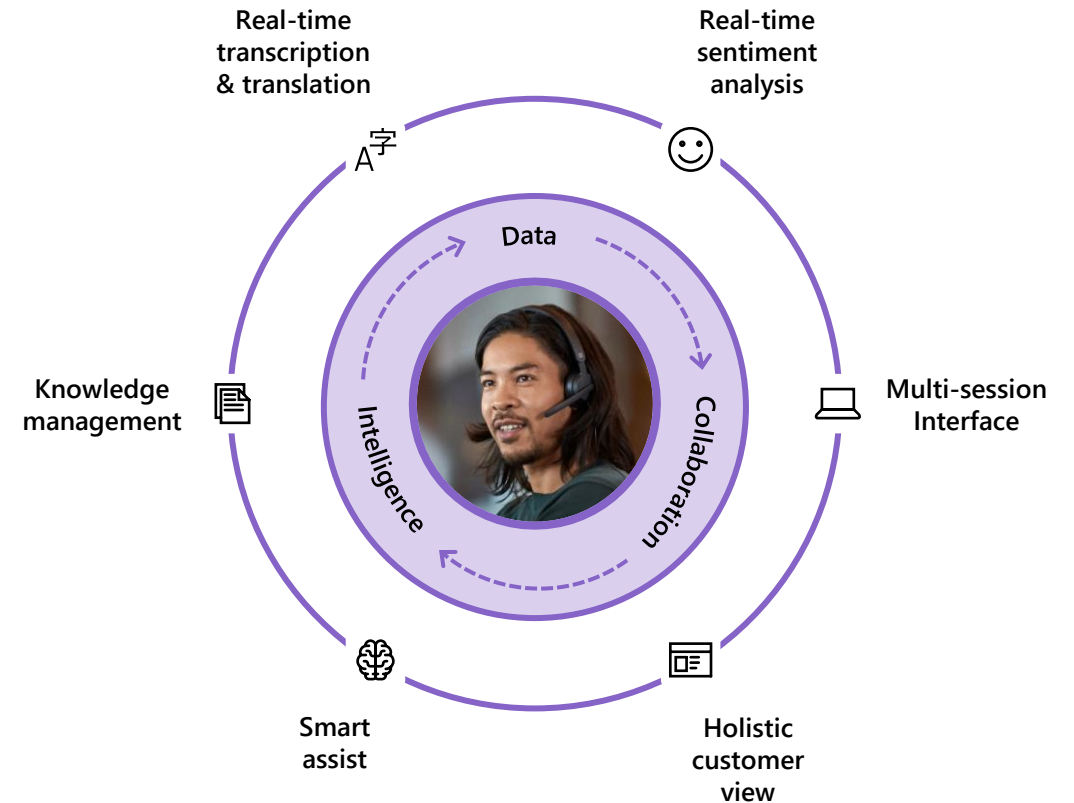 Real-time
transcription
& translation
Real-time
sentiment
analysis
A字
Data
Knowledge
management
Intelligence
Collaboration
Multi-session
Interface
Smart
assist
Holistic
customer
view